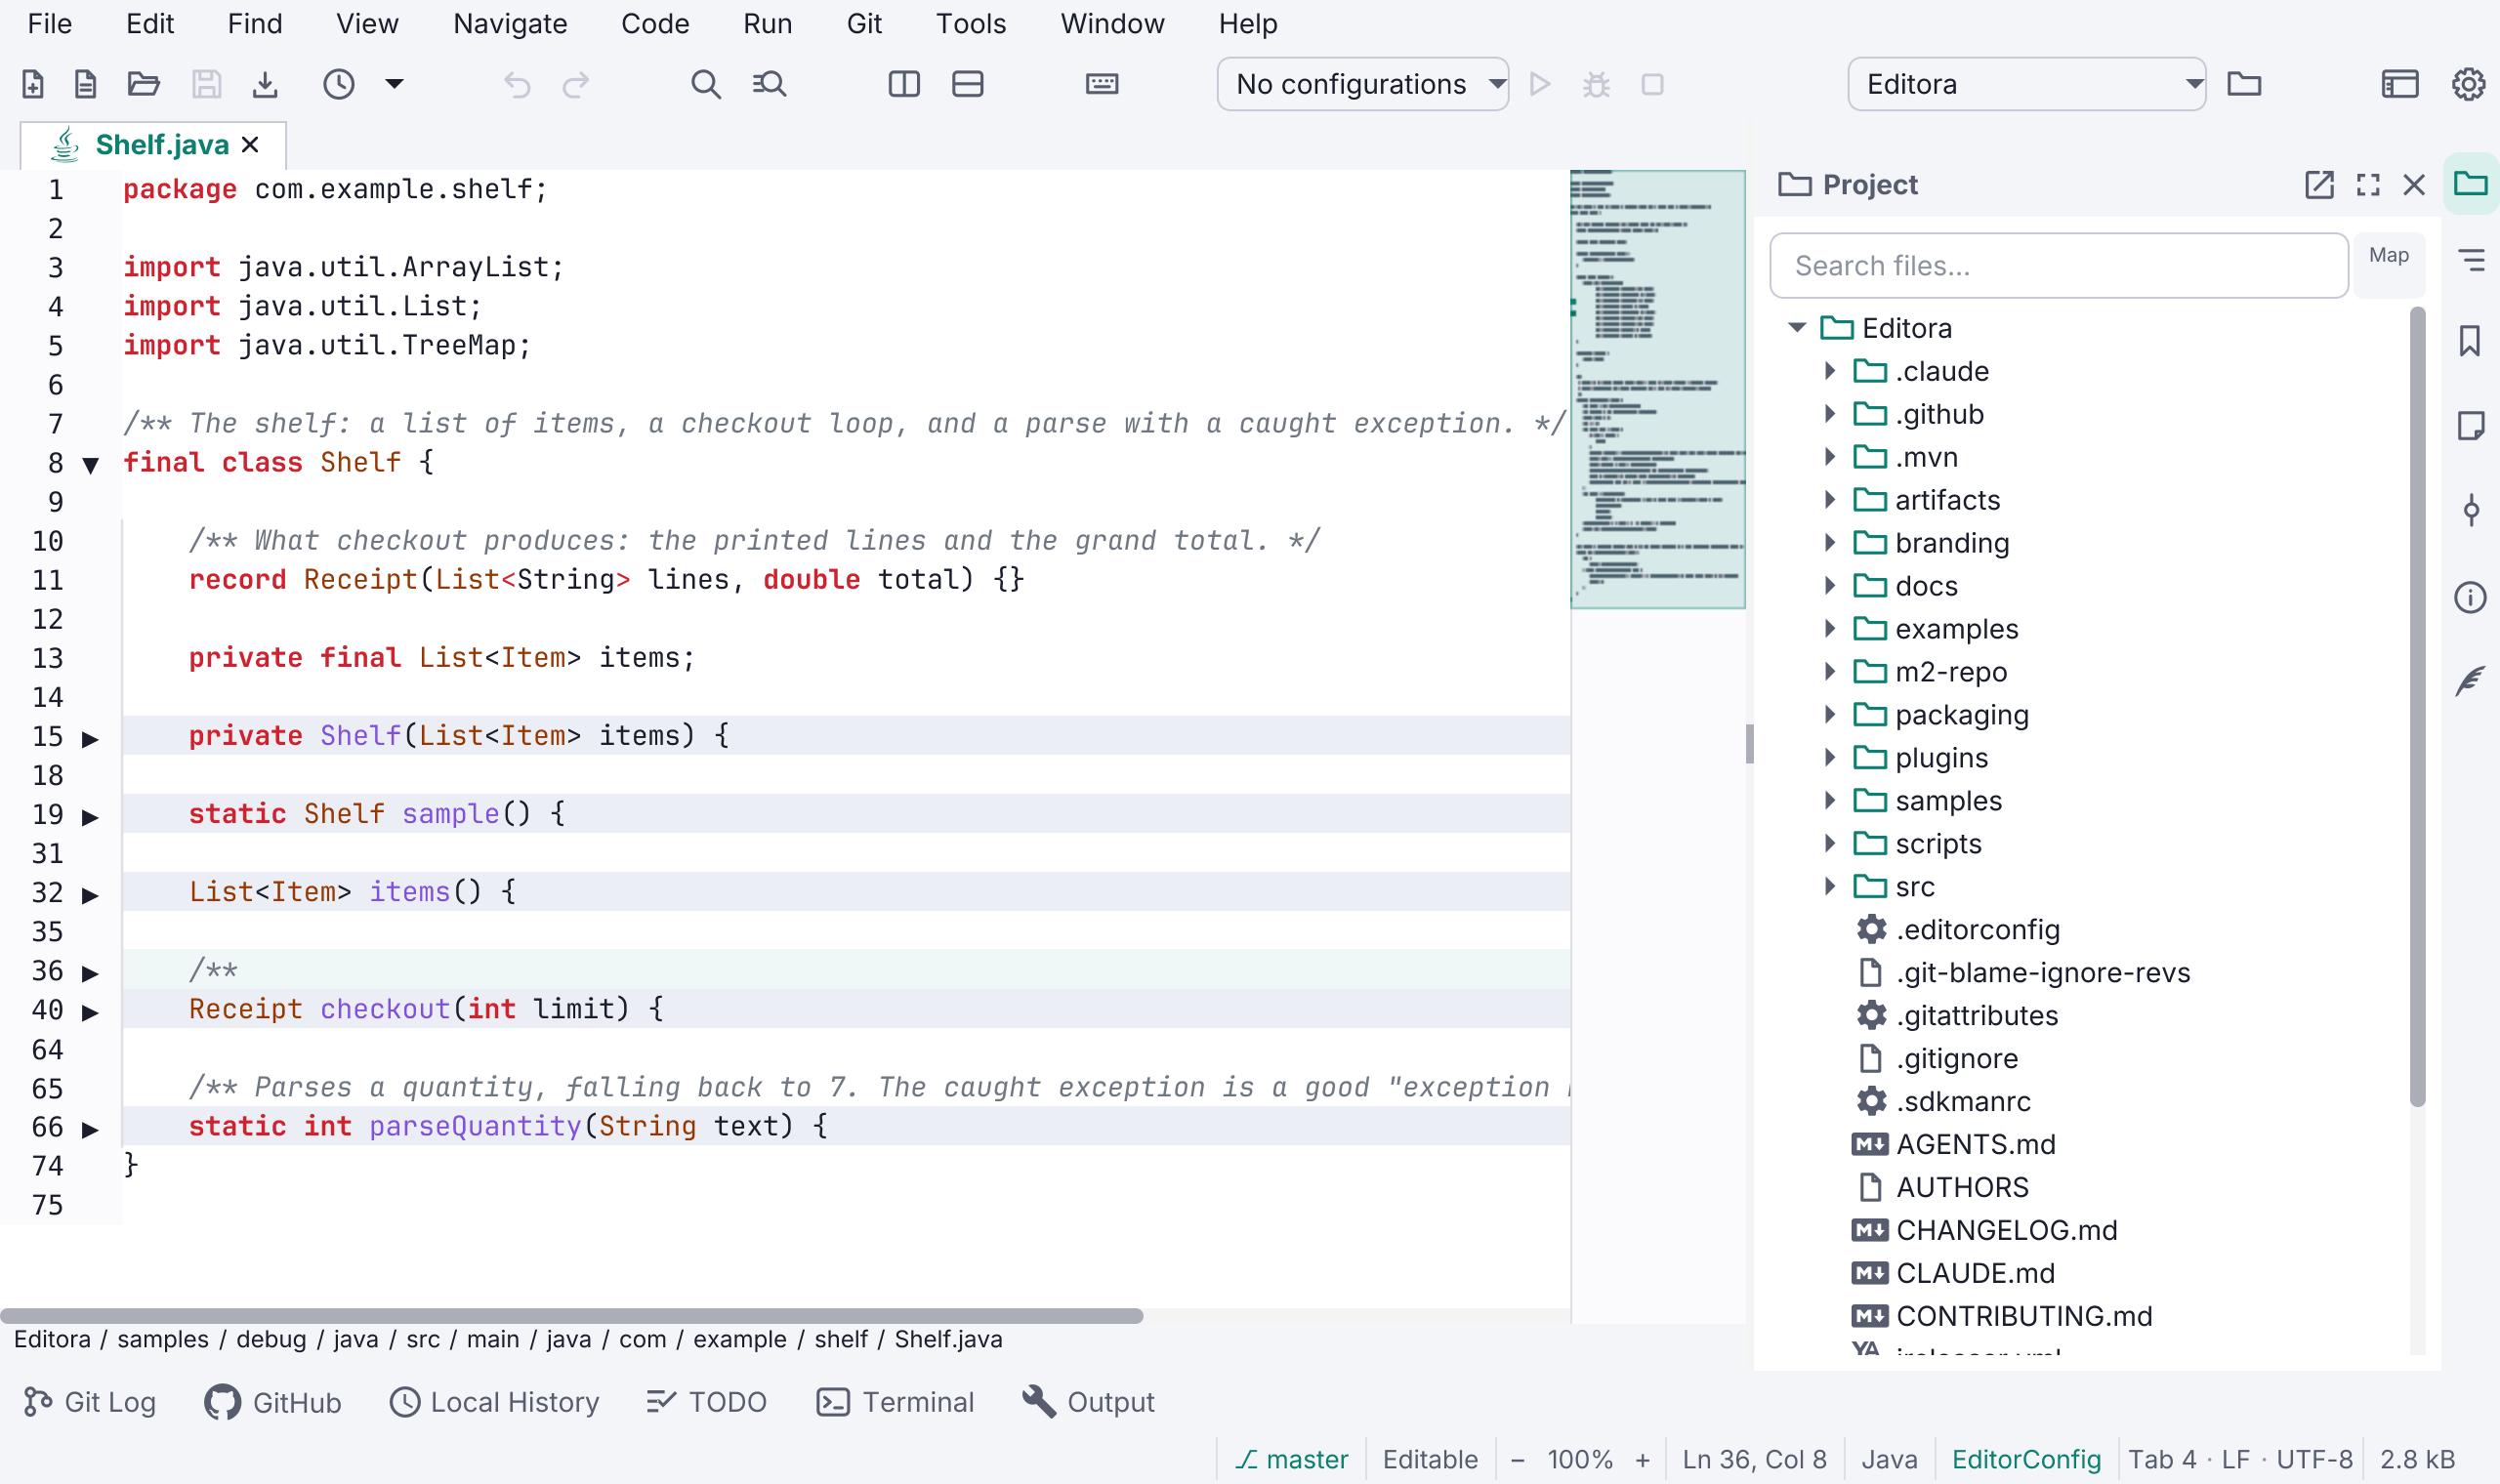 File Edit Find View Navigate Code Run Git Tools Window Help
No configurations Editora
Shelf.java
1 package com.example.shelf;
2
3 import java.util.ArrayList;
4 import java.util.List;
5 import java.util.TreeMap;
6
7 /** The shelf: a list of items, a checkout loop, and a parse with a caught exception. */
8 final class Shelf {
9
10 /** What checkout produces: the printed lines and the grand total. */
11 record Receipt(List<String> lines, double total) {}
12
13 private final List<Item> items;
14
15 private Shelf(List<Item> items) {
18
19 static Shelf sample() {
31
32 List<Item> items() {
35
36 /**
40 Receipt checkout(int limit) {
64
65 /** Parses a quantity, falling back to 7. The caught exception is a good "exception
66 static int parseQuantity(String text) {
74 }
75
Project
Search files...
Map
Editora
.claude
.github
.mvn
artifacts
branding
docs
examples
m2-repo
packaging
plugins
samples
scripts
src
.editorconfig
.git-blame-ignore-revs
.gitattributes
.gitignore
.sdkmanrc
AGENTS.md
AUTHORS
CHANGELOG.md
CLAUDE.md
CONTRIBUTING.md
Editora / samples / debug / java / src / main / java / com / example / shelf / Shelf.java
Git Log GitHub Local History TODO Terminal Output
master Editable − 100% + Ln 36, Col 8 Java EditorConfig Tab 4 · LF · UTF-8 2.8 kB